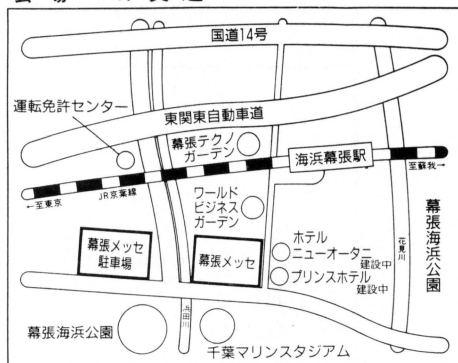 国道14号
東関東自動車道
運転免許センター
幕張テクノ
ガーデン
海浜幕張駅
←至東京
JR京葉線
至蘇我→
ワールド
ビジネス
ガーデン
幕張メッセ
駐車場
幕張メッセ
ホテル
ニューオータニ
建設中
プリンスホテル
建設中
花見川
幕張海浜公園
浜田川
幕張海浜公園
千葉マリンスタジアム